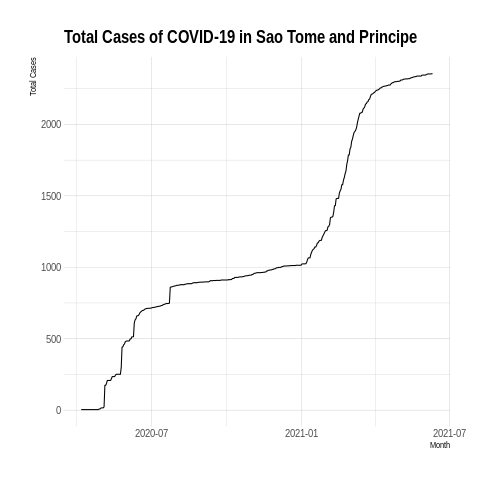 Total Cases of COVID-19 in Sao Tome and Principe
Total Cases
2000
1500
1000
500
0
2020-07
2021-01
2021-07
Month